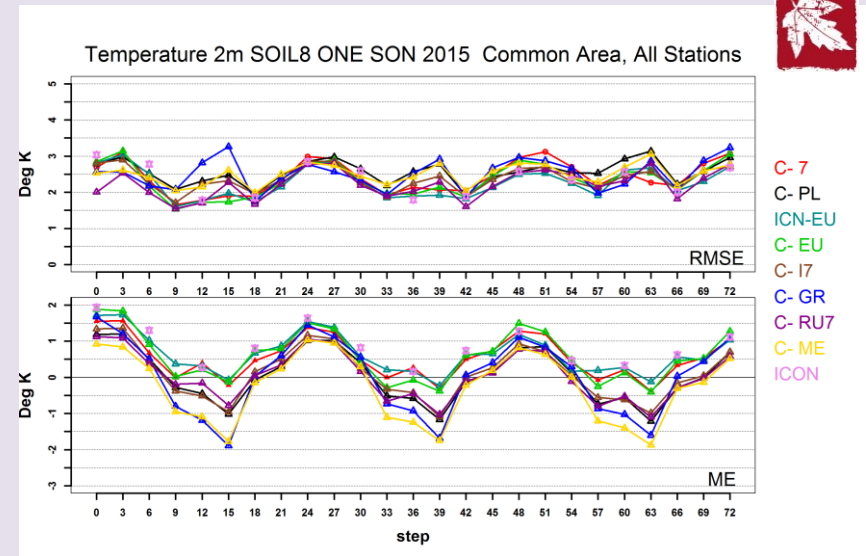 Temperature 2m SOIL8 ONE SON 2015 Common Area, All Stations
Deg K
5
4
3
2
1
0
RMSE
0 3 6 9 12 15 18 21 24 27 30 33 36 39 42 45 48 51 54 57 60 63 66 69 72
Deg K
2
1
0
-1
-2
-3
ME
0 3 6 9 12 15 18 21 24 27 30 33 36 39 42 45 48 51 54 57 60 63 66 69 72
step
C- 7
C- PL
ICN-EU
C- EU
C- I7
C- GR
C- RU7
C- ME
ICON